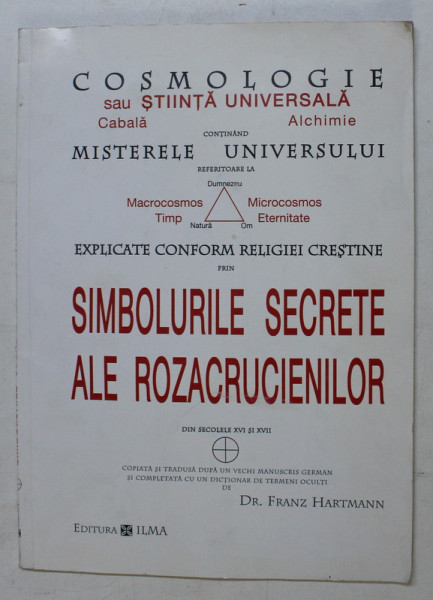 COSMOLOGIE
sau ȘTIINȚĂ UNIVERSALĂ
Cabală Alchimie
CONȚINÂND
MISTERELE UNIVERSULUI
REFERITOARE LA
Dumnezeu
Macrocosmos Microcosmos
Timp Eternitate
Natură Om
EXPLICATE CONFORM RELIGIEI CREȘTINE
PRIN
SIMBOLURILE SECRETE
ALE ROZACRUCIENILOR
DIN SECOLELE XVI ȘI XVII
COPIATĂ ȘI TRADUSĂ DUPĂ UN VECHI MANUSCRIS GERMAN
ȘI COMPLETATĂ CU UN DICȚIONAR DE TERMENI OCULȚI
DE
DR. FRANZ HARTMANN
EDITURA ILMA